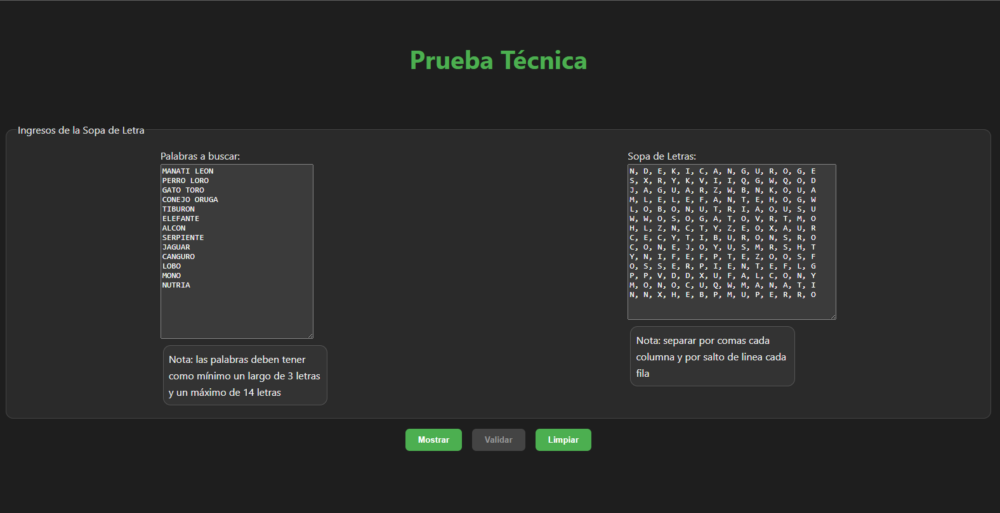 Prueba Técnica
Ingresos de la Sopa de Letra
Palabras a buscar:
MANATI LEON
PERRO LORO
GATO TORO
CONEJO ORUGA
TIBURON
ELEFANTE
ALCON
SERPIENTE
JAGUAR
CANGURO
LOBO
MONO
NUTRIA
Nota: las palabras deben tener
como mínimo un largo de 3 letras
y un máximo de 14 letras
Sopa de Letras:
N, D, E, K, I, C, A, N, G, U, R, O, G, E
S, X, R, Y, K, V, I, I, Q, G, W, Q, O, D
J, A, G, U, A, R, Z, W, B, N, K, O, U, A
M, L, E, L, E, F, A, N, T, E, H, O, G, W
L, O, B, O, N, U, T, R, I, A, O, U, S, U
W, W, O, S, O, G, A, T, O, V, R, T, M, O
H, L, Z, N, C, T, Y, Z, E, O, X, A, U, R
C, E, C, Y, T, I, B, U, R, O, N, S, R, O
C, O, N, E, J, O, Y, U, S, M, R, S, H, T
Y, N, I, F, E, F, P, T, E, Z, O, O, S, F
O, S, S, E, R, P, I, E, N, T, E, F, L, G
P, P, V, D, D, X, U, F, A, L, C, O, N, Y
M, O, N, O, C, U, Q, W, M, A, N, A, T, I
N, N, X, H, E, B, P, M, U, P, E, R, R, O
Nota: separar por comas cada
columna y por salto de linea cada
fila
Mostrar
Validar
Limpiar